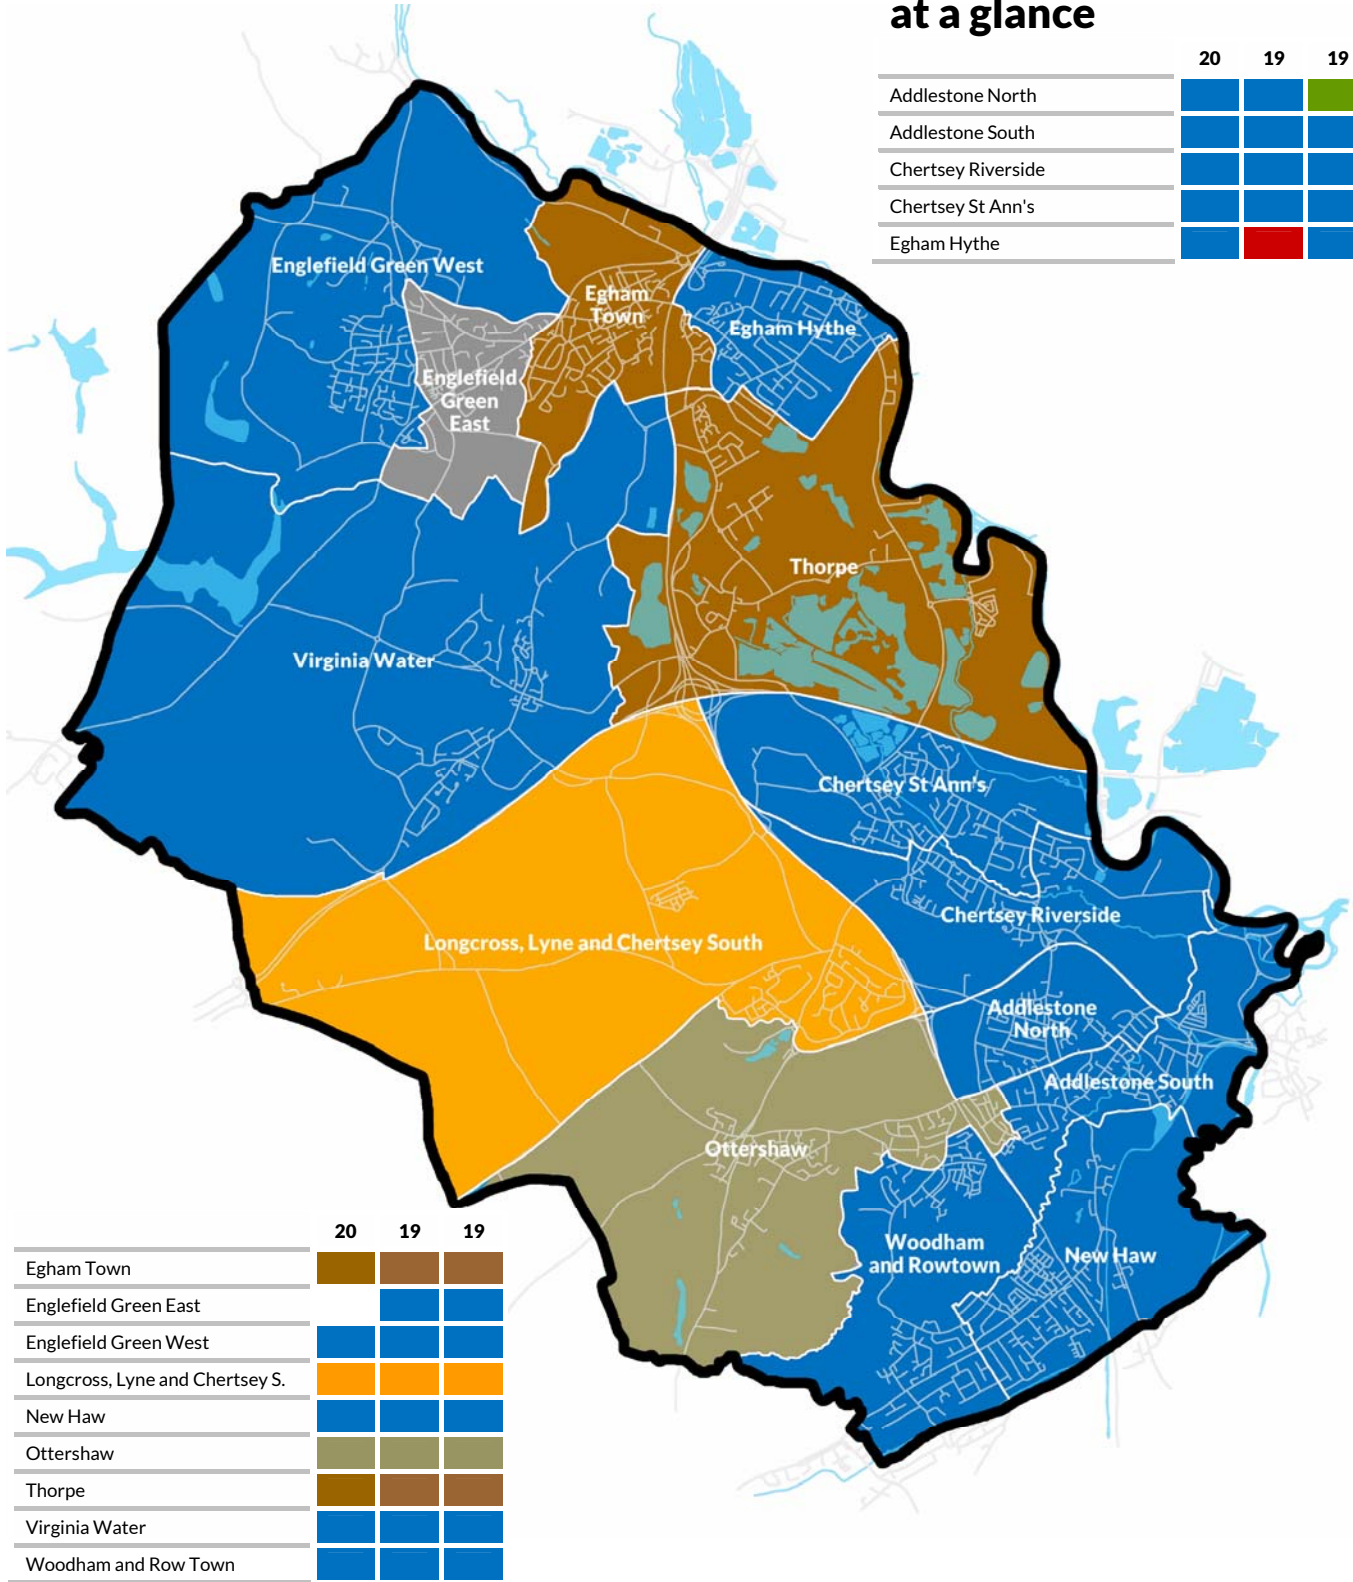 at a glance
20 19 19
Addlestone North
Addlestone South
Chertsey Riverside
Chertsey St Ann's
Egham Hythe
Englefield Green West
Egham
Town
Egham Hythe
Englefield
Green
East
Thorpe
Virginia Water
Chertsey St Ann's
Chertsey Riverside
Longcross, Lyne and Chertsey South
Addlestone
North
Addlestone South
Ottershaw
Woodham
and Rowtown
New Haw
20 19 19
Egham Town
Englefield Green East
Englefield Green West
Longcross, Lyne and Chertsey S.
New Haw
Ottershaw
Thorpe
Virginia Water
Woodham and Row Town